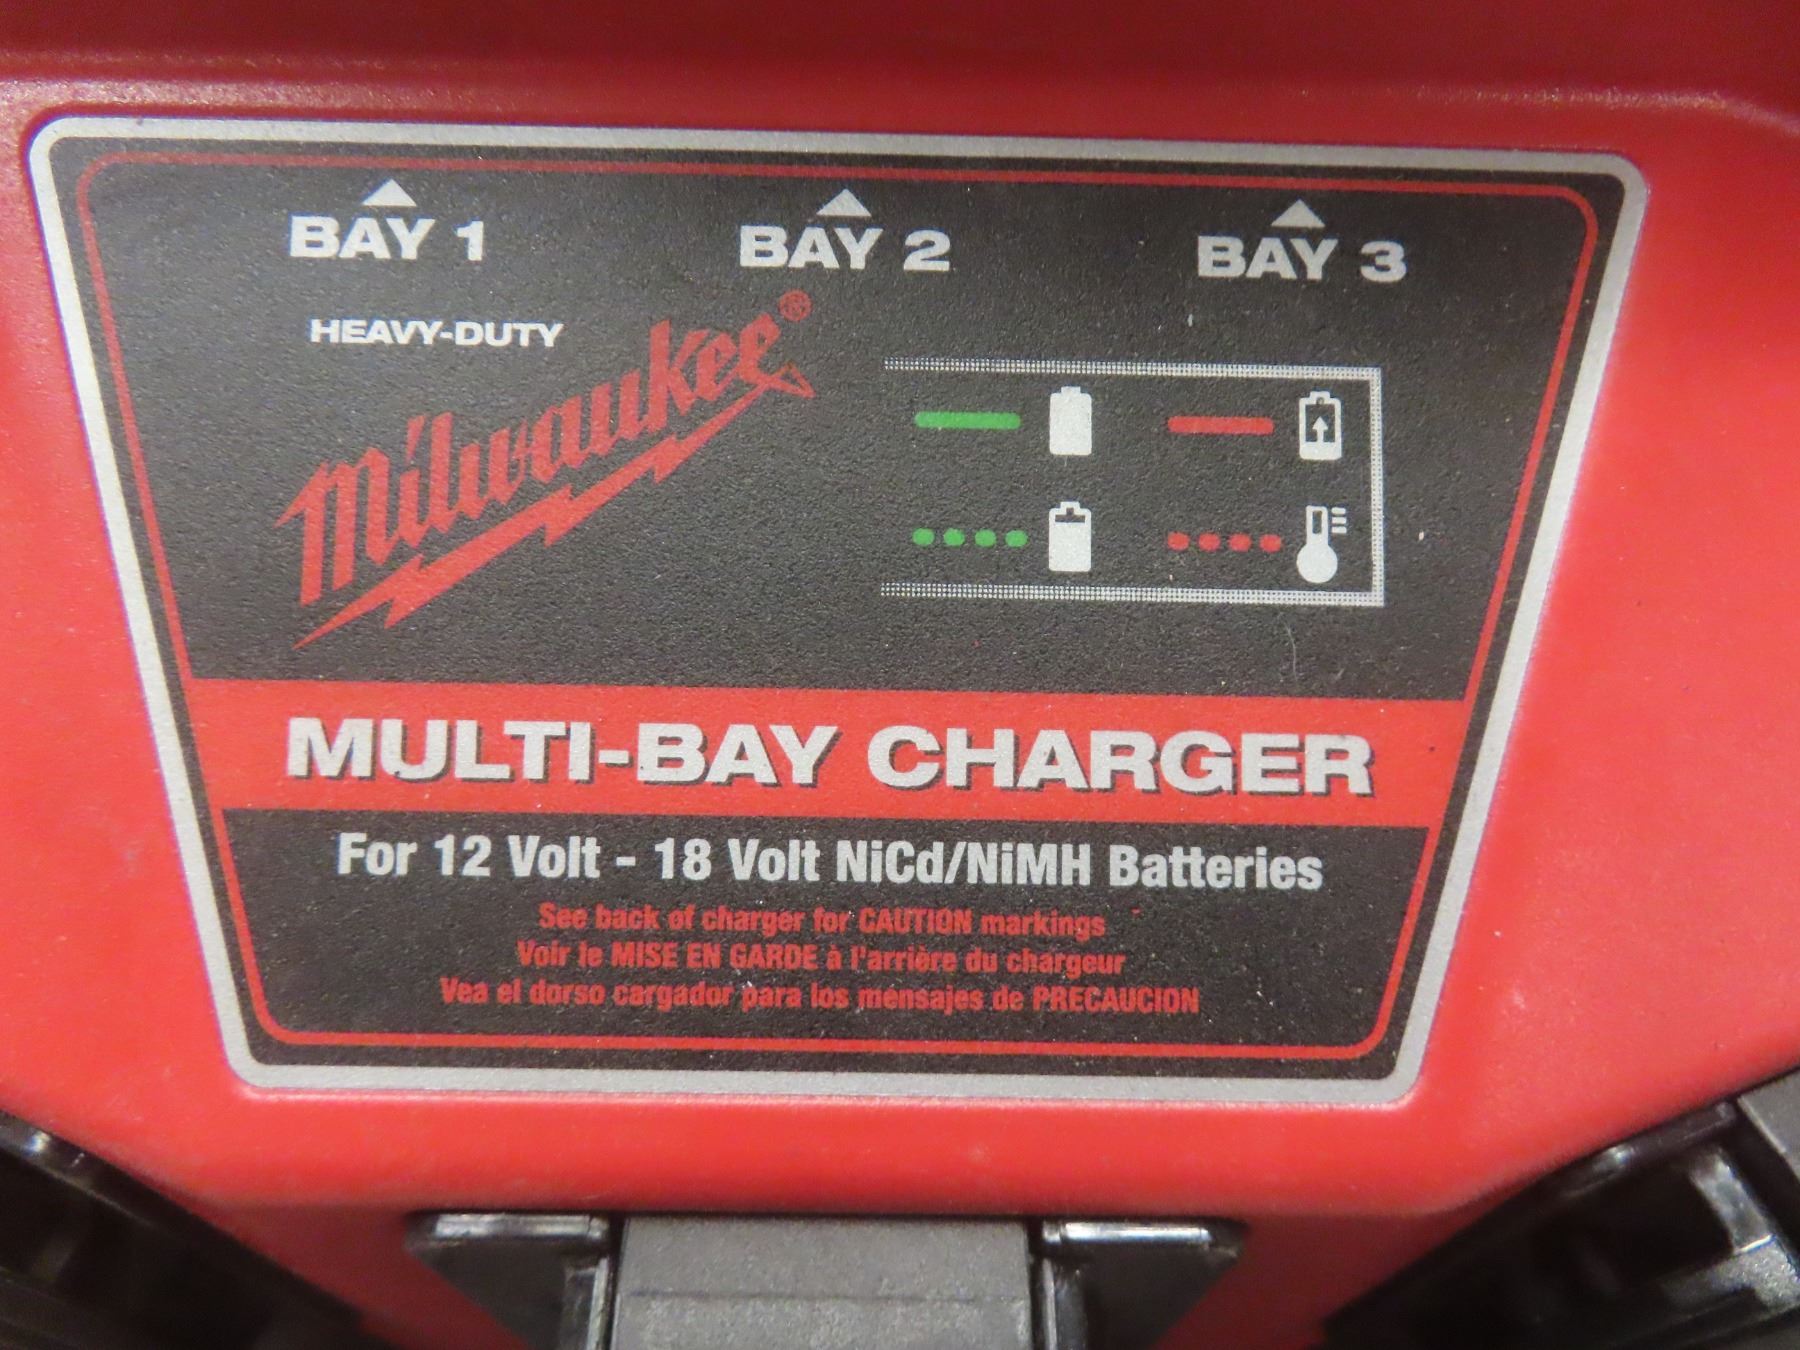 BAY 1
BAY 2
BAY 3
HEAVY-DUTY
Milwaukee®
MULTI-BAY CHARGER
For 12 Volt - 18 Volt NiCd/NiMH Batteries
See back of charger for CAUTION markings
Voir le MISE EN GARDE à l'arrière du chargeur
Vea el dorso cargador para los mensajes de PRECAUCION